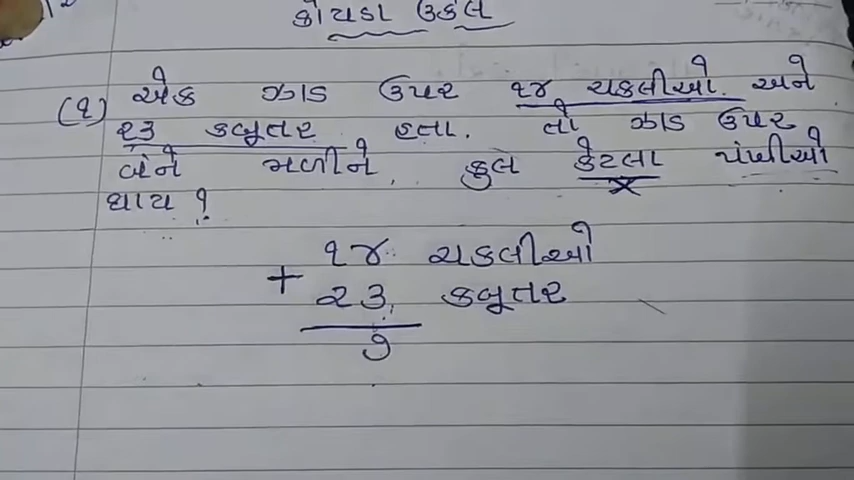 કોયડા ઉકેલ
(૧) એક ઝાડ ઉપર ૧૪ ચકલીઓ અને
૨૩ કબૂતર હતા. તો ઝાડ ઉપર
બંને મળીને કુલ કેટલા પંખીઓ
થાય ?
૧૪ ચકલીઓ
+ ૨૩ કબૂતર
૭